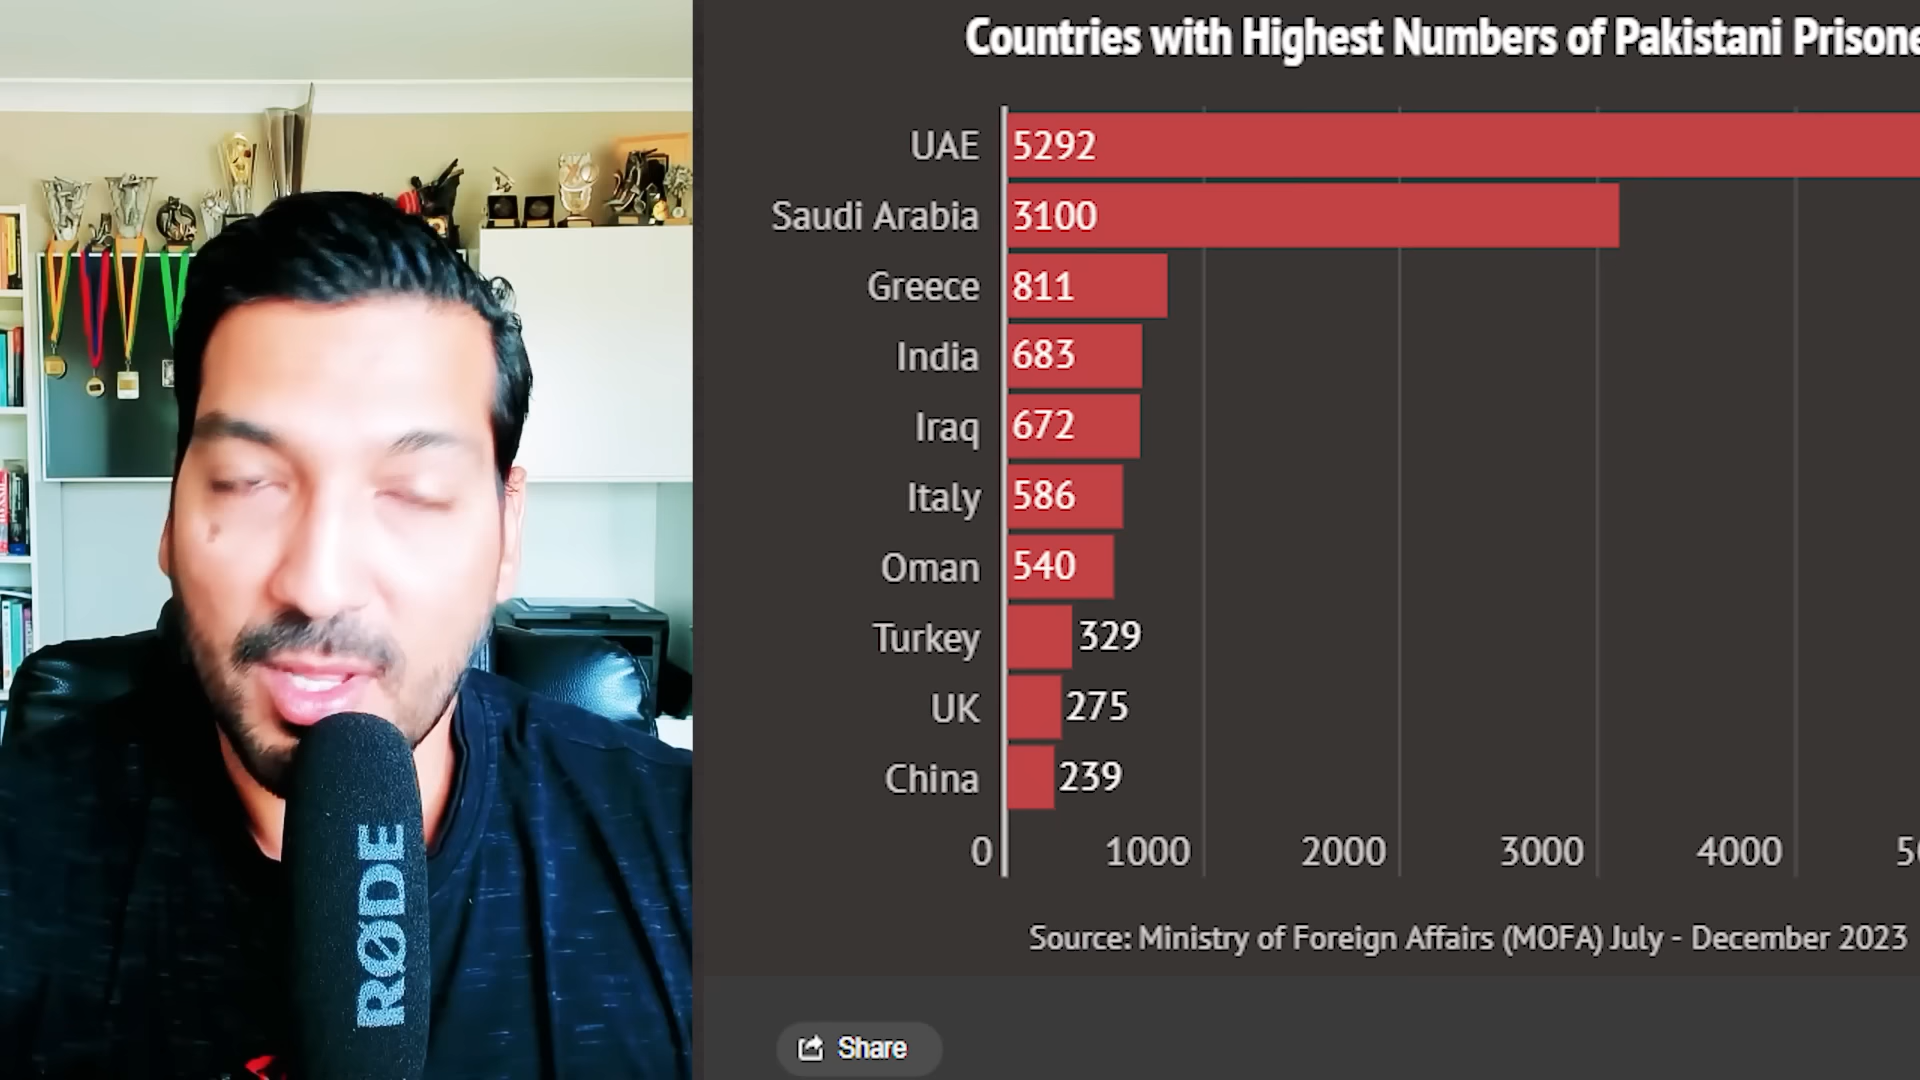 Countries with Highest Numbers of Pakistani Prisone
UAE 5292
Saudi Arabia 3100
Greece 811
India 683
Iraq 672
Italy 586
Oman 540
Turkey 329
UK 275
China 239
0 1000 2000 3000 4000 50
Source: Ministry of Foreign Affairs (MOFA) July - December 2023
Share
RØDE